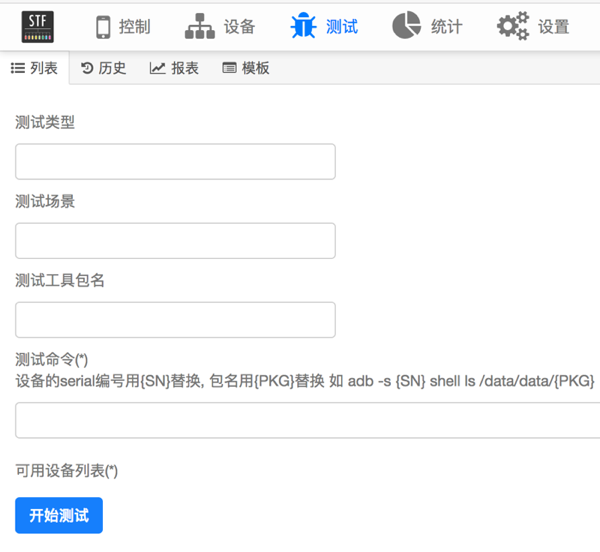 STF 控制 设备 测试 统计 设置
列表 历史 报表 模板
测试类型
测试场景
测试工具包名
测试命令(*)
设备的serial编号用{SN}替换, 包名用{PKG}替换 如 adb -s {SN} shell ls /data/data/{PKG}
可用设备列表(*)
开始测试